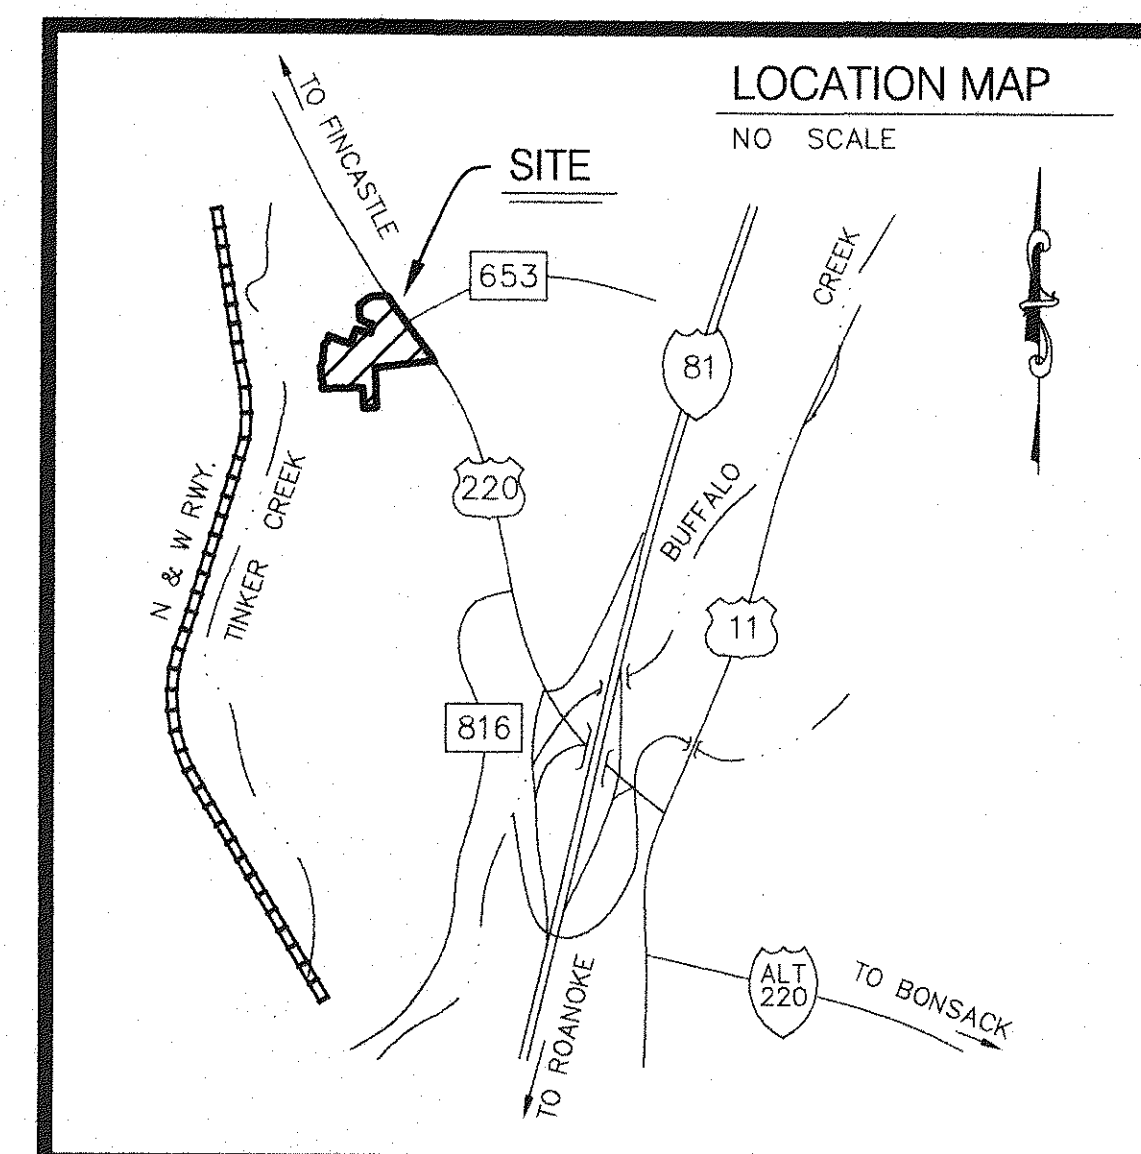 LOCATION MAP
NO SCALE
TO FINCASTLE
SITE
653
CREEK
81
BUFFALO
220
N & W RWY.
TINKER CREEK
11
816
ALT
220
TO BONSACK
TO ROANOKE